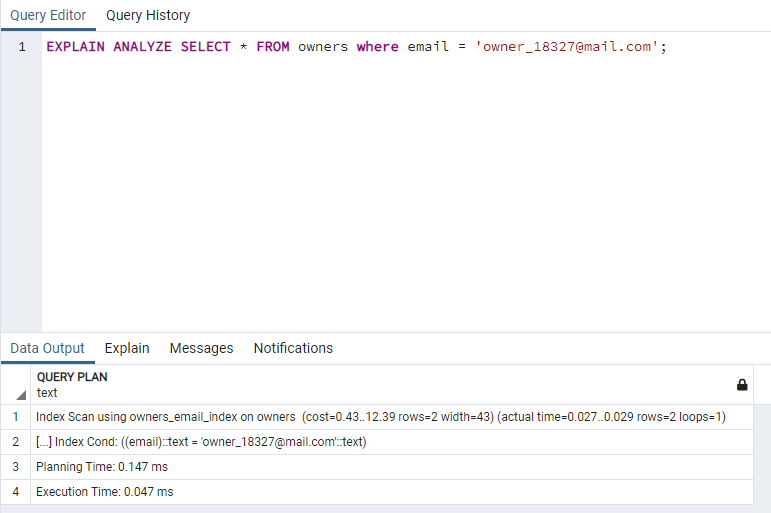 Query Editor Query History
1 EXPLAIN ANALYZE SELECT * FROM owners where email = 'owner_18327@mail.com';
Data Output Explain Messages Notifications
QUERY PLAN
text
1 Index Scan using owners_email_index on owners (cost=0.43..12.39 rows=2 width=43) (actual time=0.027..0.029 rows=2 loops=1)
2 [...] Index Cond: ((email)::text = 'owner_18327@mail.com'::text)
3 Planning Time: 0.147 ms
4 Execution Time: 0.047 ms